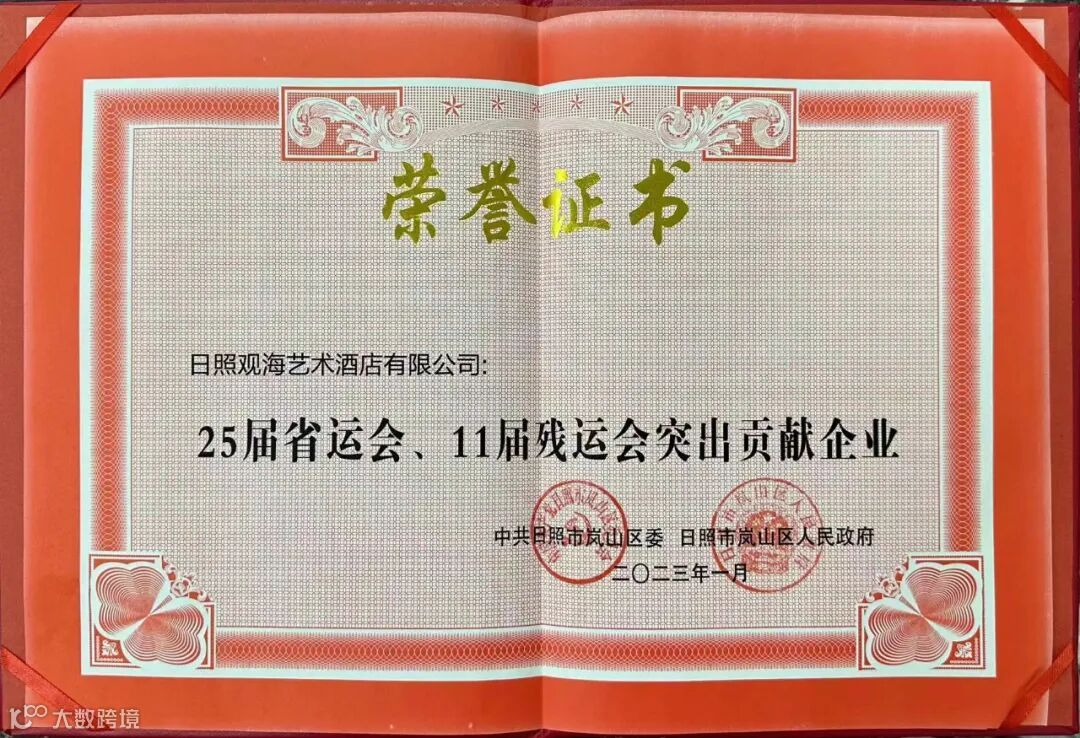 荣誉证书
日照观海艺术酒店有限公司:
25届省运会、11届残运会突出贡献企业
中共日照市岚山区委 日照市岚山区人民政府
二〇二三年一月
大数跨境